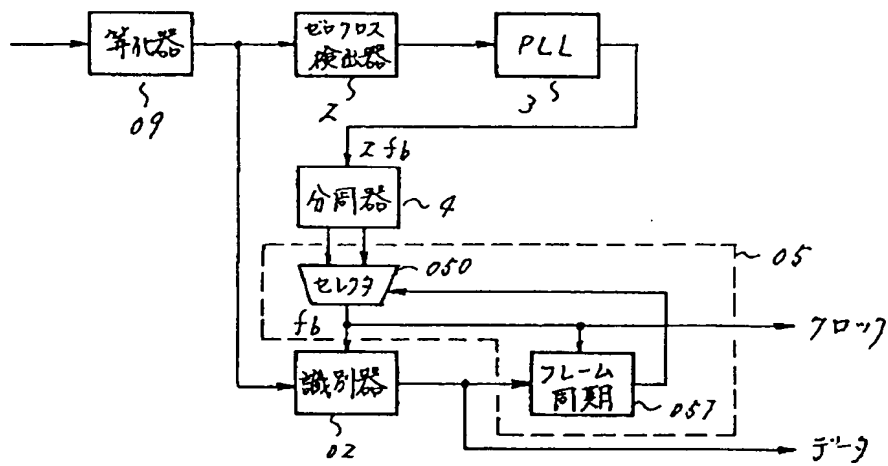 等化器
09
ゼロクロス
検出器
2
PLL
3
2fb
分周器
4
05
セレクタ
050
fb
クロック
識別器
02
フレーム
同期
057
データ